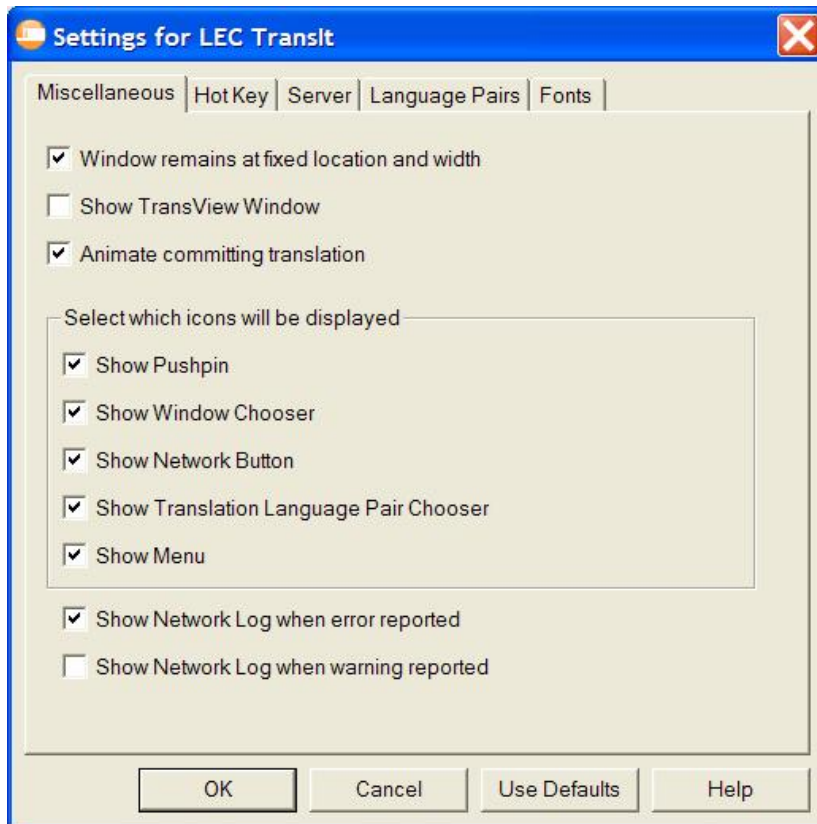 Settings for LEC TransIt
Miscellaneous Hot Key Server Language Pairs Fonts
Window remains at fixed location and width
Show TransView Window
Animate committing translation
Select which icons will be displayed
Show Pushpin
Show Window Chooser
Show Network Button
Show Translation Language Pair Chooser
Show Menu
Show Network Log when error reported
Show Network Log when warning reported
OK Cancel Use Defaults Help